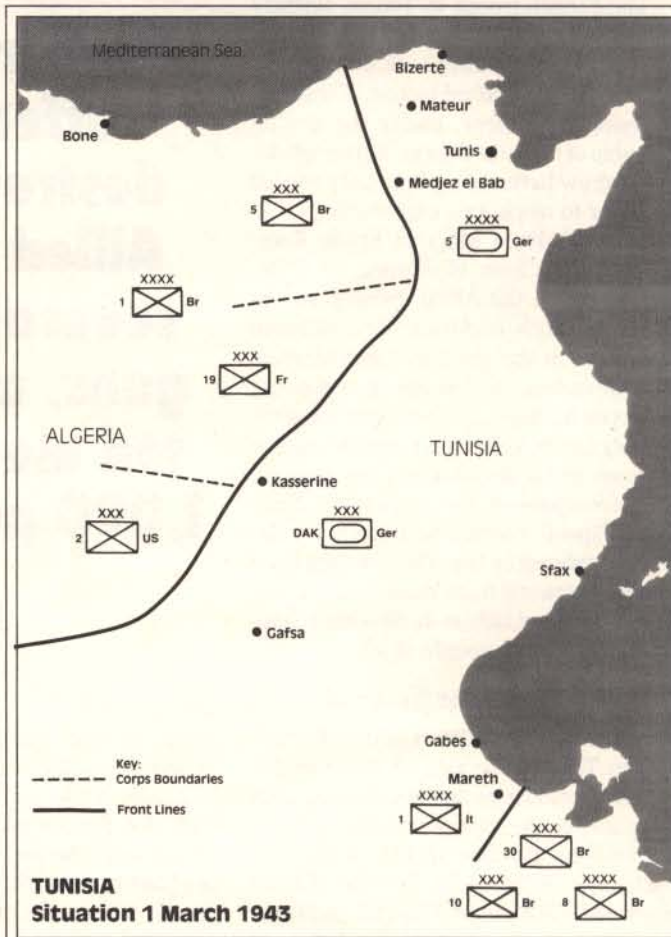 Mediterranean Sea
Bizerte
Mateur
Bone
Tunis
Medjez el Bab
XXX
5 Br
XXXX
5 Ger
XXXX
1 Br
XXX
19 Fr
ALGERIA
TUNISIA
Kasserine
XXX
2 US
XXX
DAK Ger
Sfax
Gafsa
Gabes
Key:
Corps Boundaries
Front Lines
Mareth
XXXX
1 It
XXX
30 Br
XXX
10 Br
XXXX
8 Br
TUNISIA
Situation 1 March 1943